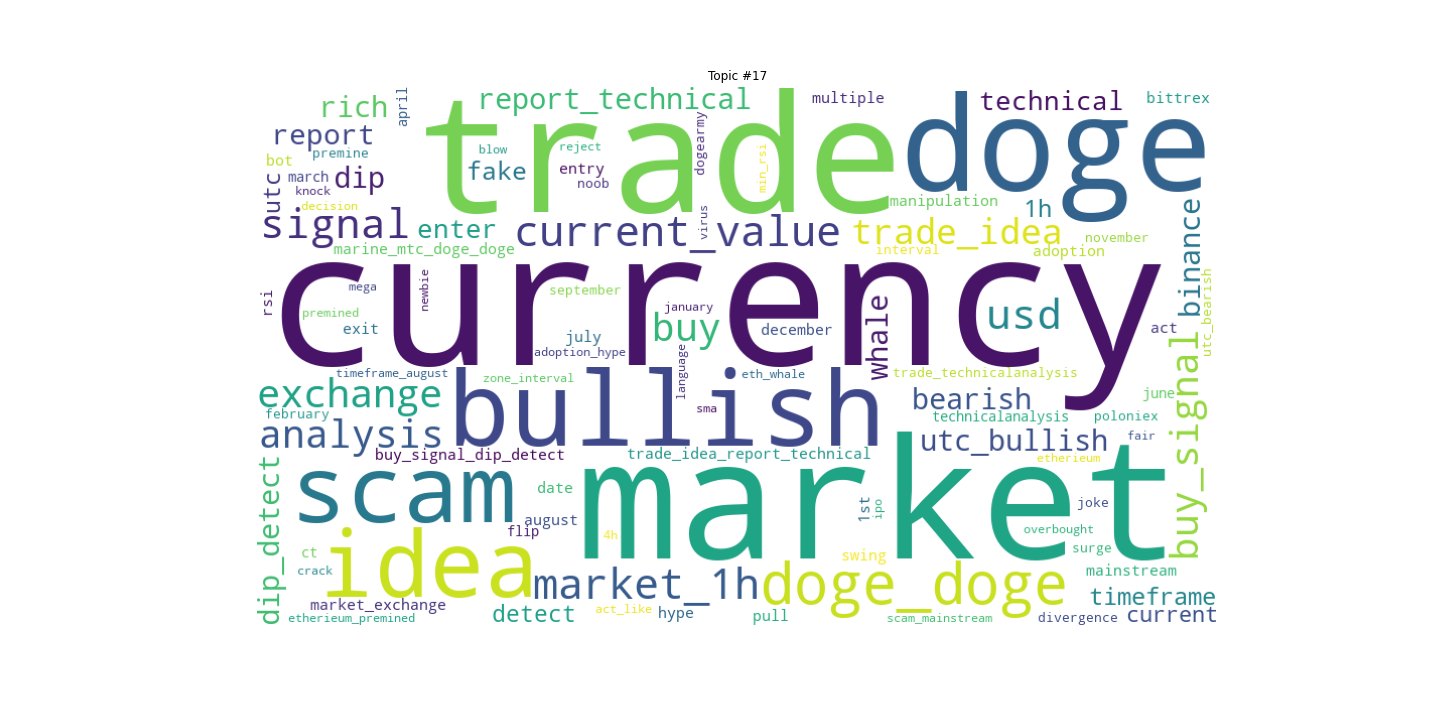 Topic #17
trade
doge
currency
bullish
market
scam
idea
doge_doge
current_value
market_1h
signal
exchange
analysis
usd
buy
trade_idea
buy_signal
report_technical
technical
rich
april
report
multiple
bittrex
bot
premine
march
knock
dip
utc
decision
blow
fake
reject
entry
noob
dogearmy
min_rsi
manipulation
1h
enter
marine_mtc_doge_doge
virus
interval
adoption
november
binance
utc_bearish
rsi
mega
newbie
premined
exit
september
january
july
december
adoption_hype
whale
act
timeframe_august
zone_interval
language
eth_whale
trade_technicalanalysis
june
february
sma
bearish
technicalanalysis
poloniex
utc_bullish
fair
etherieum
buy_signal_dip_detect
trade_idea_report_technical
dip_detect
date
august
flip
1st
ipo
joke
overbought
surge
4h
ct
crack
swing
mainstream
timeframe
market_exchange
etherieum_premined
detect
act_like
hype
pull
scam_mainstream
divergence
current